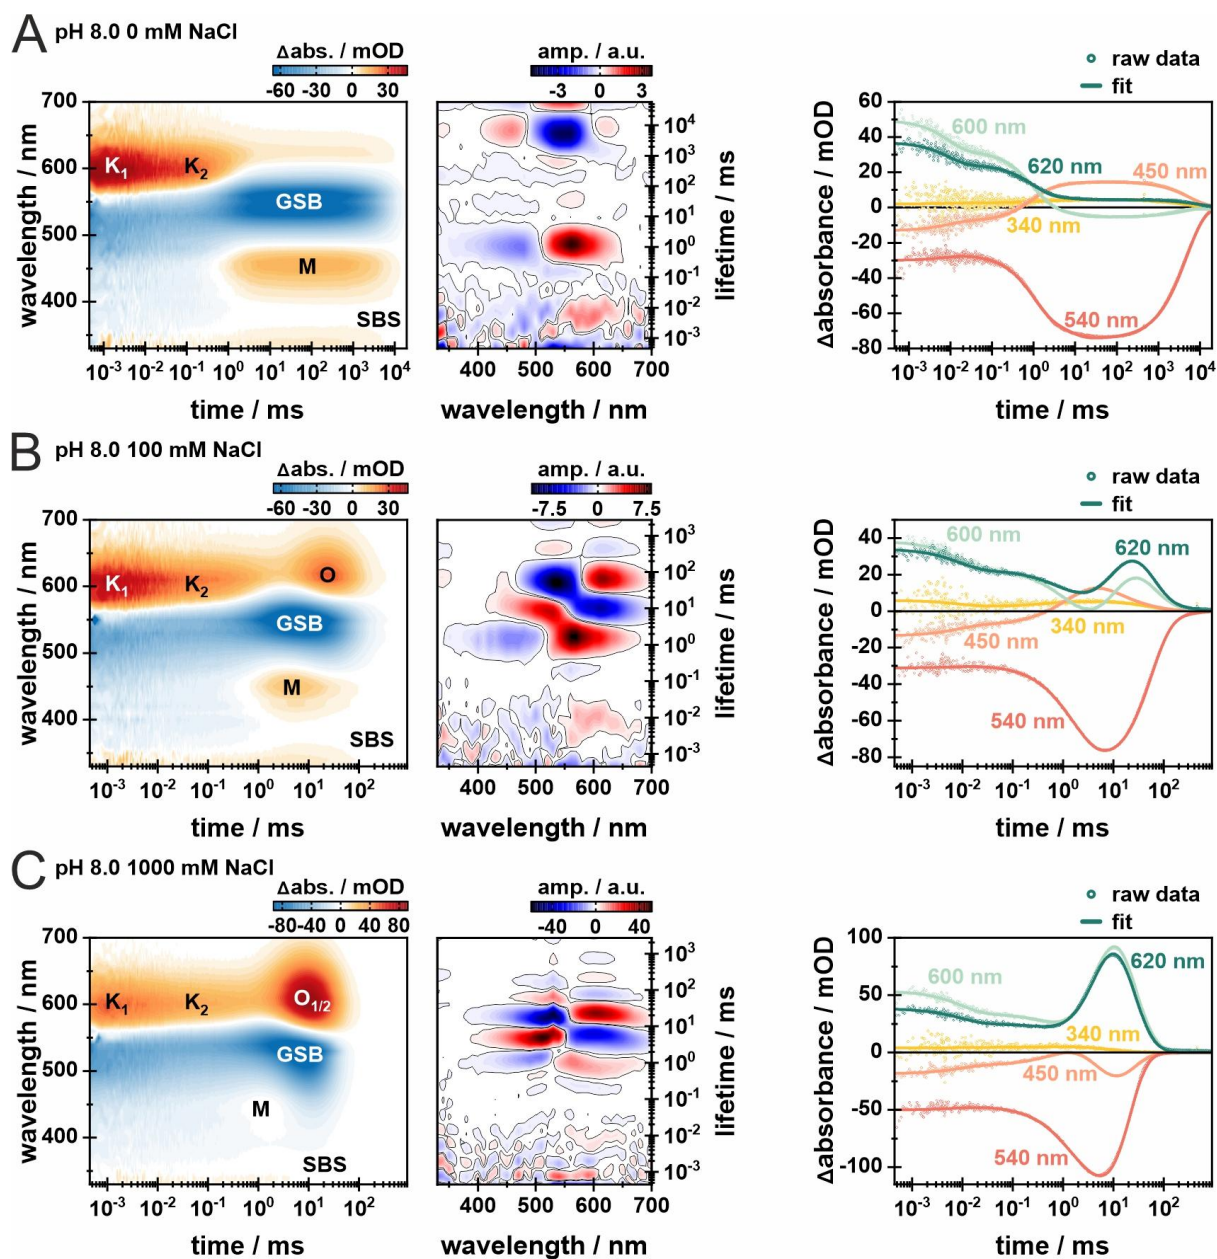 A pH 8.0 0 mM NaCl
Δabs. / mOD
-60 -30 0 30
wavelength / nm
700
600
500
400
K1
K2
GSB
M
SBS
10-3 10-2 10-1 100 101 102 103 104
time / ms
amp. / a.u.
-3 0 3
104
103
102
101
100
10-1
10-2
10-3
lifetime / ms
400 500 600 700
wavelength / nm
raw data
fit
Δabsorbance / mOD
60
40
20
0
-20
-40
-60
-80
600 nm
620 nm
450 nm
340 nm
540 nm
10-3 10-2 10-1 100 101 102 103 104
time / ms
B pH 8.0 100 mM NaCl
Δabs. / mOD
-60 -30 0 30
wavelength / nm
700
600
500
400
K1
K2
O
GSB
M
SBS
10-3 10-2 10-1 100 101 102
time / ms
amp. / a.u.
-7.5 0 7.5
103
102
101
100
10-1
10-2
10-3
lifetime / ms
400 500 600 700
wavelength / nm
raw data
fit
Δabsorbance / mOD
40
20
0
-20
-40
-60
-80
600 nm
620 nm
450 nm
340 nm
540 nm
10-3 10-2 10-1 100 101 102
time / ms
C pH 8.0 1000 mM NaCl
Δabs. / mOD
-80 -40 0 40 80
wavelength / nm
700
600
500
400
K1
K2
O1/2
GSB
M
SBS
10-3 10-2 10-1 100 101 102
time / ms
amp. / a.u.
-40 0 40
103
102
101
100
10-1
10-2
10-3
lifetime / ms
400 500 600 700
wavelength / nm
raw data
fit
Δabsorbance / mOD
100
50
0
-50
-100
600 nm
620 nm
340 nm
450 nm
540 nm
10-3 10-2 10-1 100 101 102
time / ms